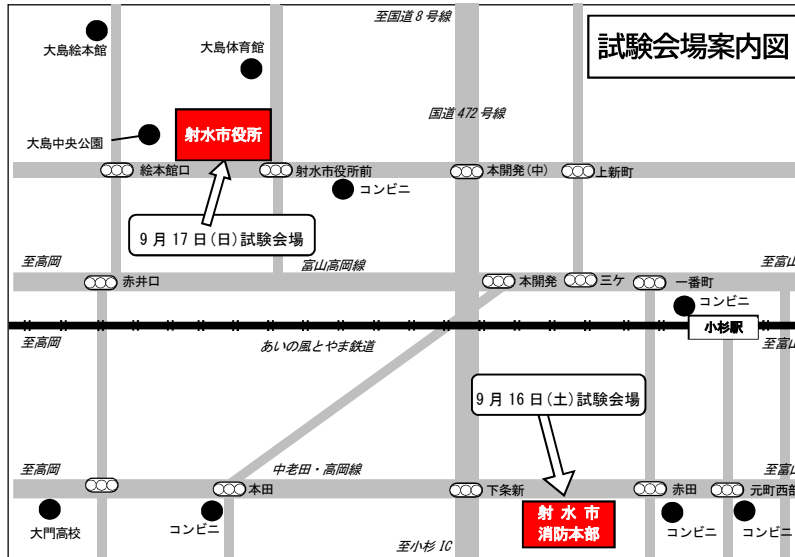 至国道8号線
試験会場案内図
大島絵本館
大島体育館
国道472号線
大島中央公園
射水市役所
絵本館口
射水市役所前
本開発(中)
上新町
コンビニ
9月17日(日)試験会場
至高岡
富山高岡線
至富山
赤井口
本開発
三ケ
一番町
コンビニ
小杉駅
至高岡
あいの風とやま鉄道
至富山
9月16日(土)試験会場
至高岡
中老田・高岡線
至富山
本田
下条新
赤田
元町西部
大門高校
コンビニ
射水市
消防本部
コンビニ
コンビニ
至小杉IC